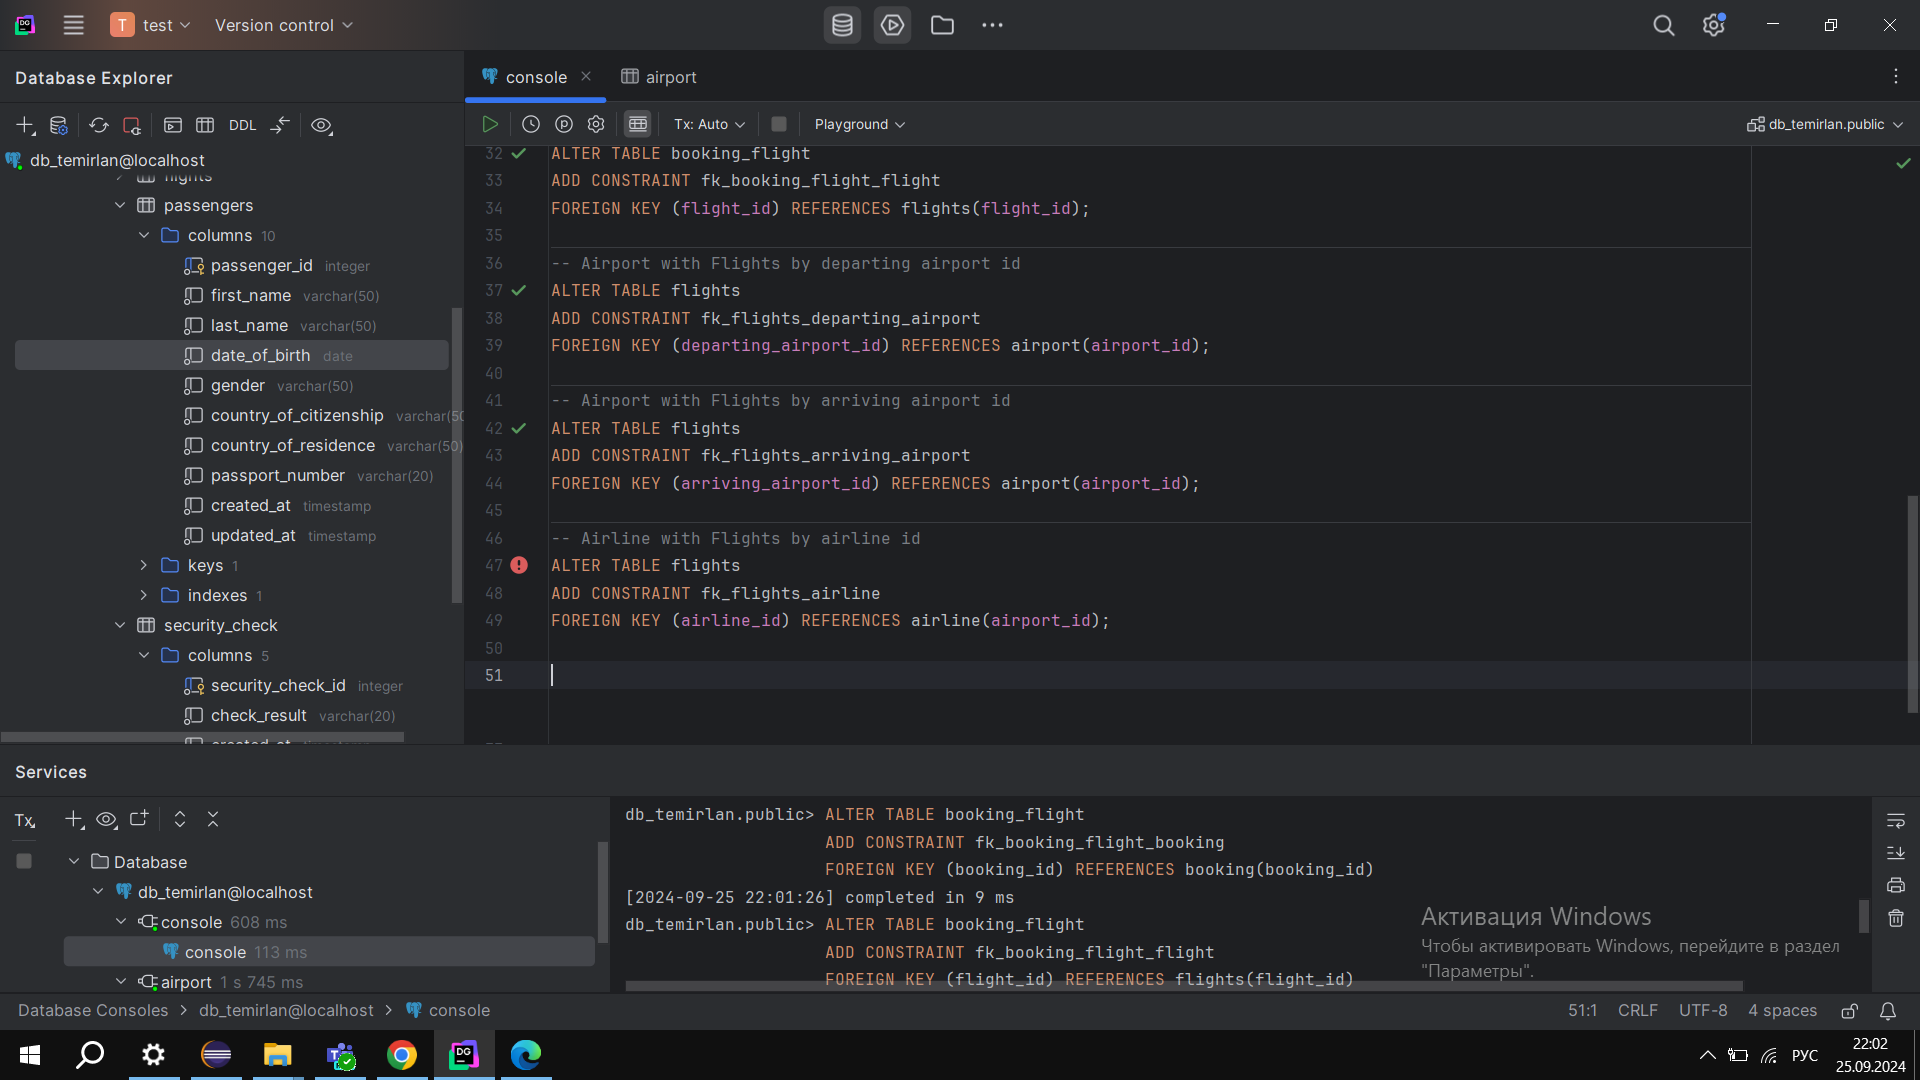 T test Version control
Database Explorer
console airport
DDL
Tx: Auto Playground db_temirlan.public
db_temirlan@localhost
flights
passengers
columns 10
passenger_id integer
first_name varchar(50)
last_name varchar(50)
date_of_birth date
gender varchar(50)
country_of_citizenship varchar(50
country_of_residence varchar(50)
passport_number varchar(20)
created_at timestamp
updated_at timestamp
keys 1
indexes 1
security_check
columns 5
security_check_id integer
check_result varchar(20)
created_at timestamp
32 ALTER TABLE booking_flight
33 ADD CONSTRAINT fk_booking_flight_flight
34 FOREIGN KEY (flight_id) REFERENCES flights(flight_id);
35
36 -- Airport with Flights by departing airport id
37 ALTER TABLE flights
38 ADD CONSTRAINT fk_flights_departing_airport
39 FOREIGN KEY (departing_airport_id) REFERENCES airport(airport_id);
40
41 -- Airport with Flights by arriving airport id
42 ALTER TABLE flights
43 ADD CONSTRAINT fk_flights_arriving_airport
44 FOREIGN KEY (arriving_airport_id) REFERENCES airport(airport_id);
45
46 -- Airline with Flights by airline id
47 ALTER TABLE flights
48 ADD CONSTRAINT fk_flights_airline
49 FOREIGN KEY (airline_id) REFERENCES airline(airport_id);
50
51
Services
Tx
Database
db_temirlan@localhost
console 608 ms
console 113 ms
airport 1 s 745 ms
db_temirlan.public> ALTER TABLE booking_flight
ADD CONSTRAINT fk_booking_flight_booking
FOREIGN KEY (booking_id) REFERENCES booking(booking_id)
[2024-09-25 22:01:26] completed in 9 ms
db_temirlan.public> ALTER TABLE booking_flight
ADD CONSTRAINT fk_booking_flight_flight
FOREIGN KEY (flight_id) REFERENCES flights(flight_id)
Активация Windows
Чтобы активировать Windows, перейдите в раздел
"Параметры".
Database Consoles > db_temirlan@localhost > console
51:1 CRLF UTF-8 4 spaces
РУС
22:02
25.09.2024